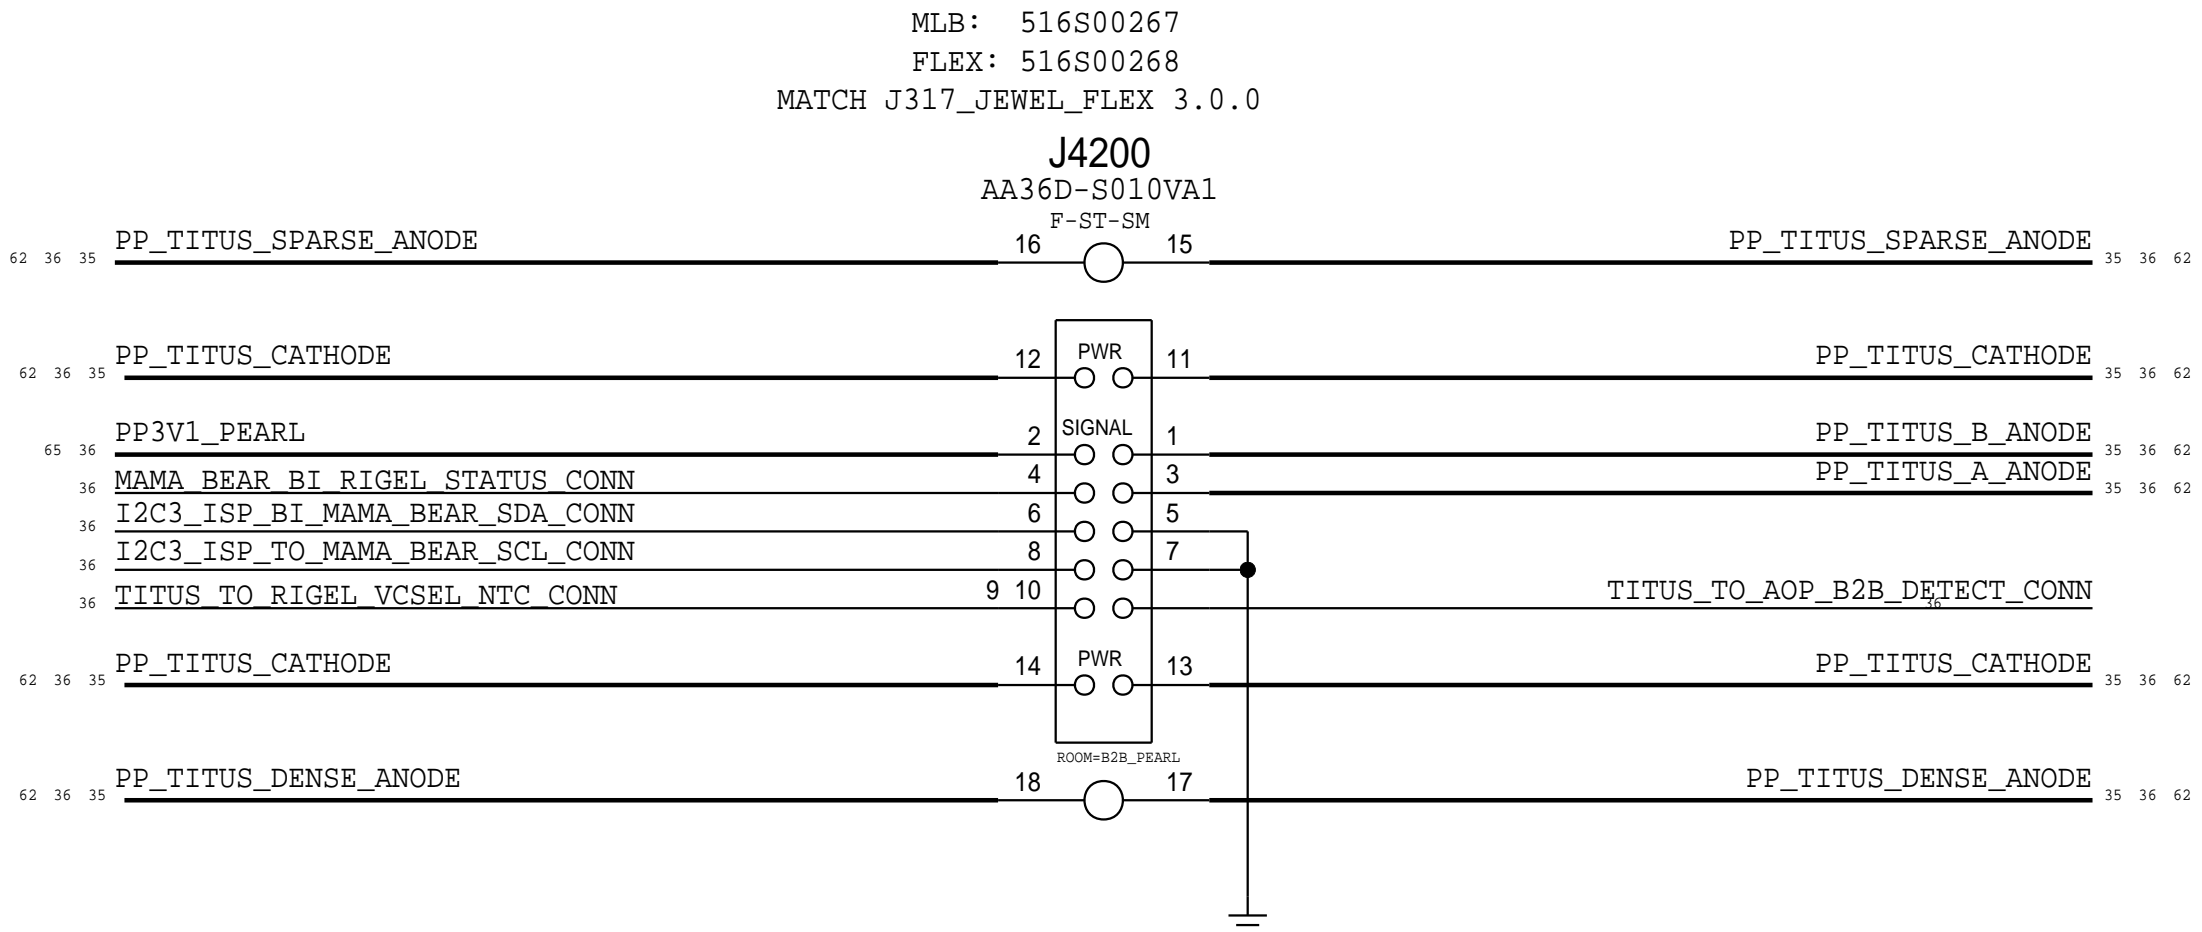 MLB: 516S00267
FLEX: 516S00268
MATCH J317_JEWEL_FLEX 3.0.0
J4200
AA36D-S010VA1
F-ST-SM
62 36 35 PP_TITUS_SPARSE_ANODE 16 15 PP_TITUS_SPARSE_ANODE 35 36 62
62 36 35 PP_TITUS_CATHODE 12 PWR 11 PP_TITUS_CATHODE 35 36 62
65 36 PP3V1_PEARL 2 SIGNAL 1 PP_TITUS_B_ANODE 35 36 62
36 MAMA_BEAR_BI_RIGEL_STATUS_CONN 4 3 PP_TITUS_A_ANODE 35 36 62
36 I2C3_ISP_BI_MAMA_BEAR_SDA_CONN 6 5
36 I2C3_ISP_TO_MAMA_BEAR_SCL_CONN 8 7
36 TITUS_TO_RIGEL_VCSEL_NTC_CONN 9 10 TITUS_TO_AOP_B2B_DETECT_CONN 36
62 36 35 PP_TITUS_CATHODE 14 PWR 13 PP_TITUS_CATHODE 35 36 62
ROOM=B2B_PEARL
62 36 35 PP_TITUS_DENSE_ANODE 18 17 PP_TITUS_DENSE_ANODE 35 36 62